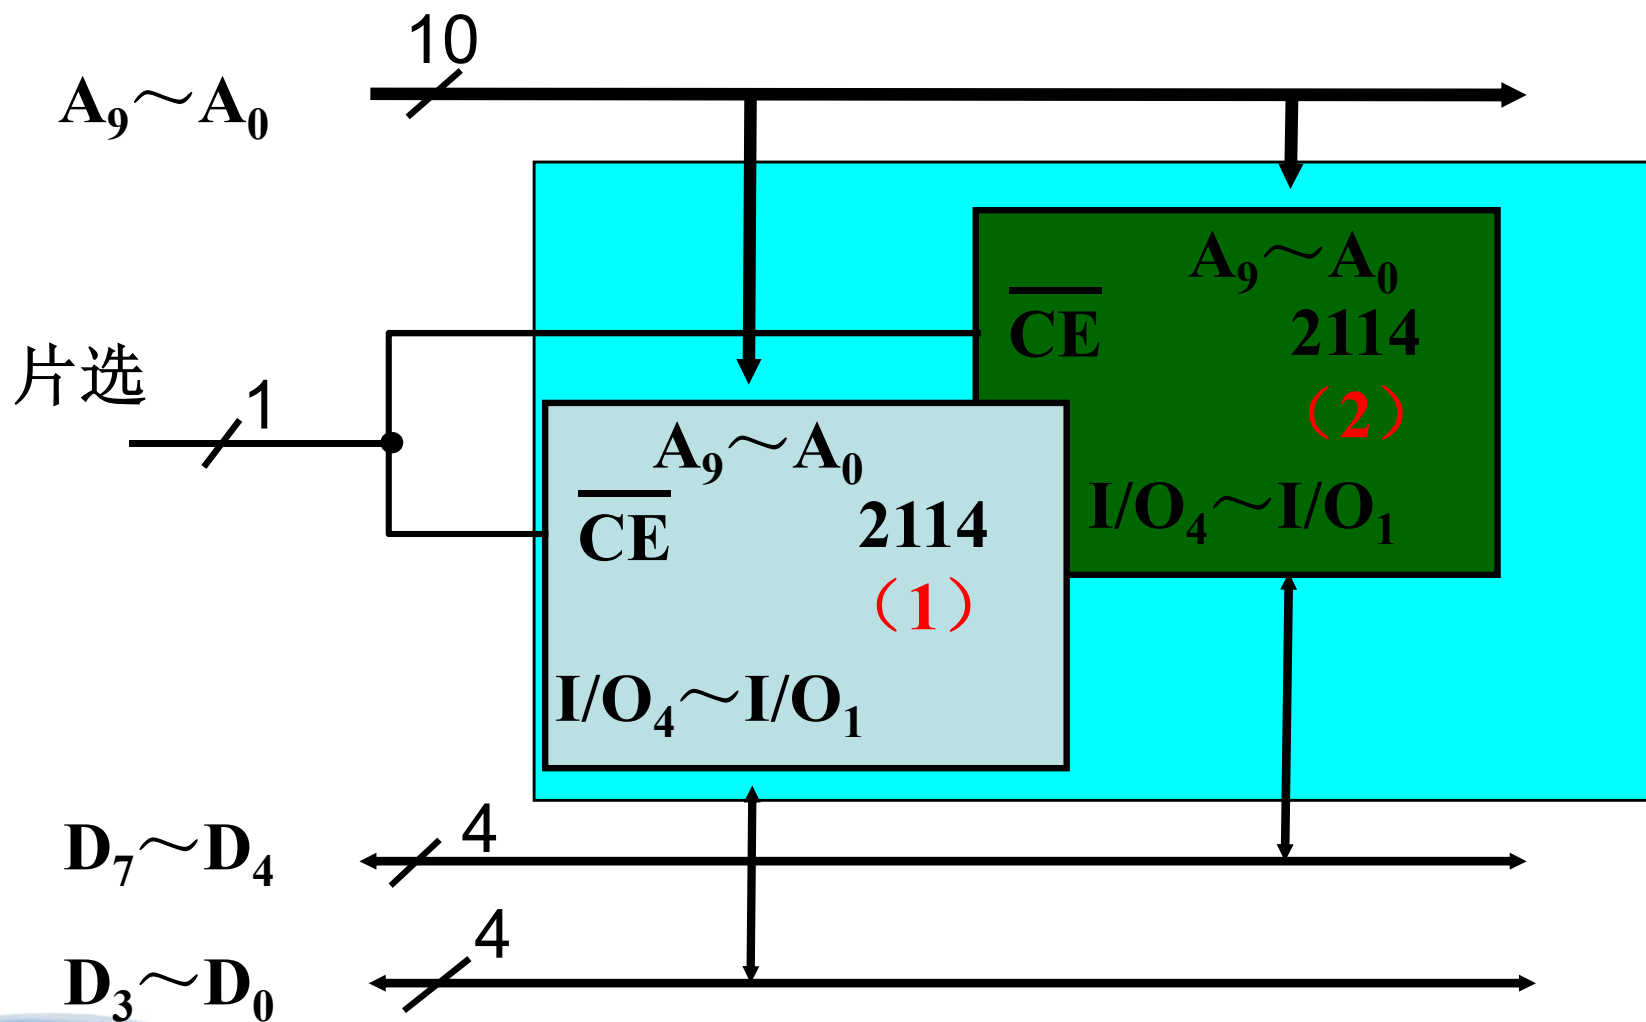 10
A₉～A₀
A₉～A₀
C̅E̅
2114
（2）
I/O₄～I/O₁
片选
1
A₉～A₀
C̅E̅
2114
（1）
I/O₄～I/O₁
D₇～D₄
4
D₃～D₀
4